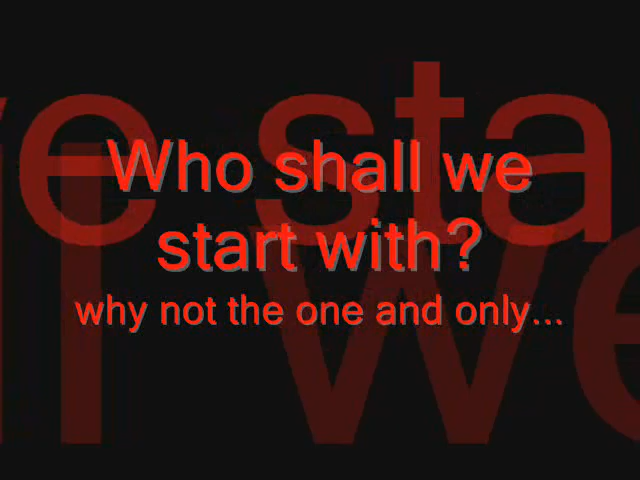 Who shall we
start with?
why not the one and only...